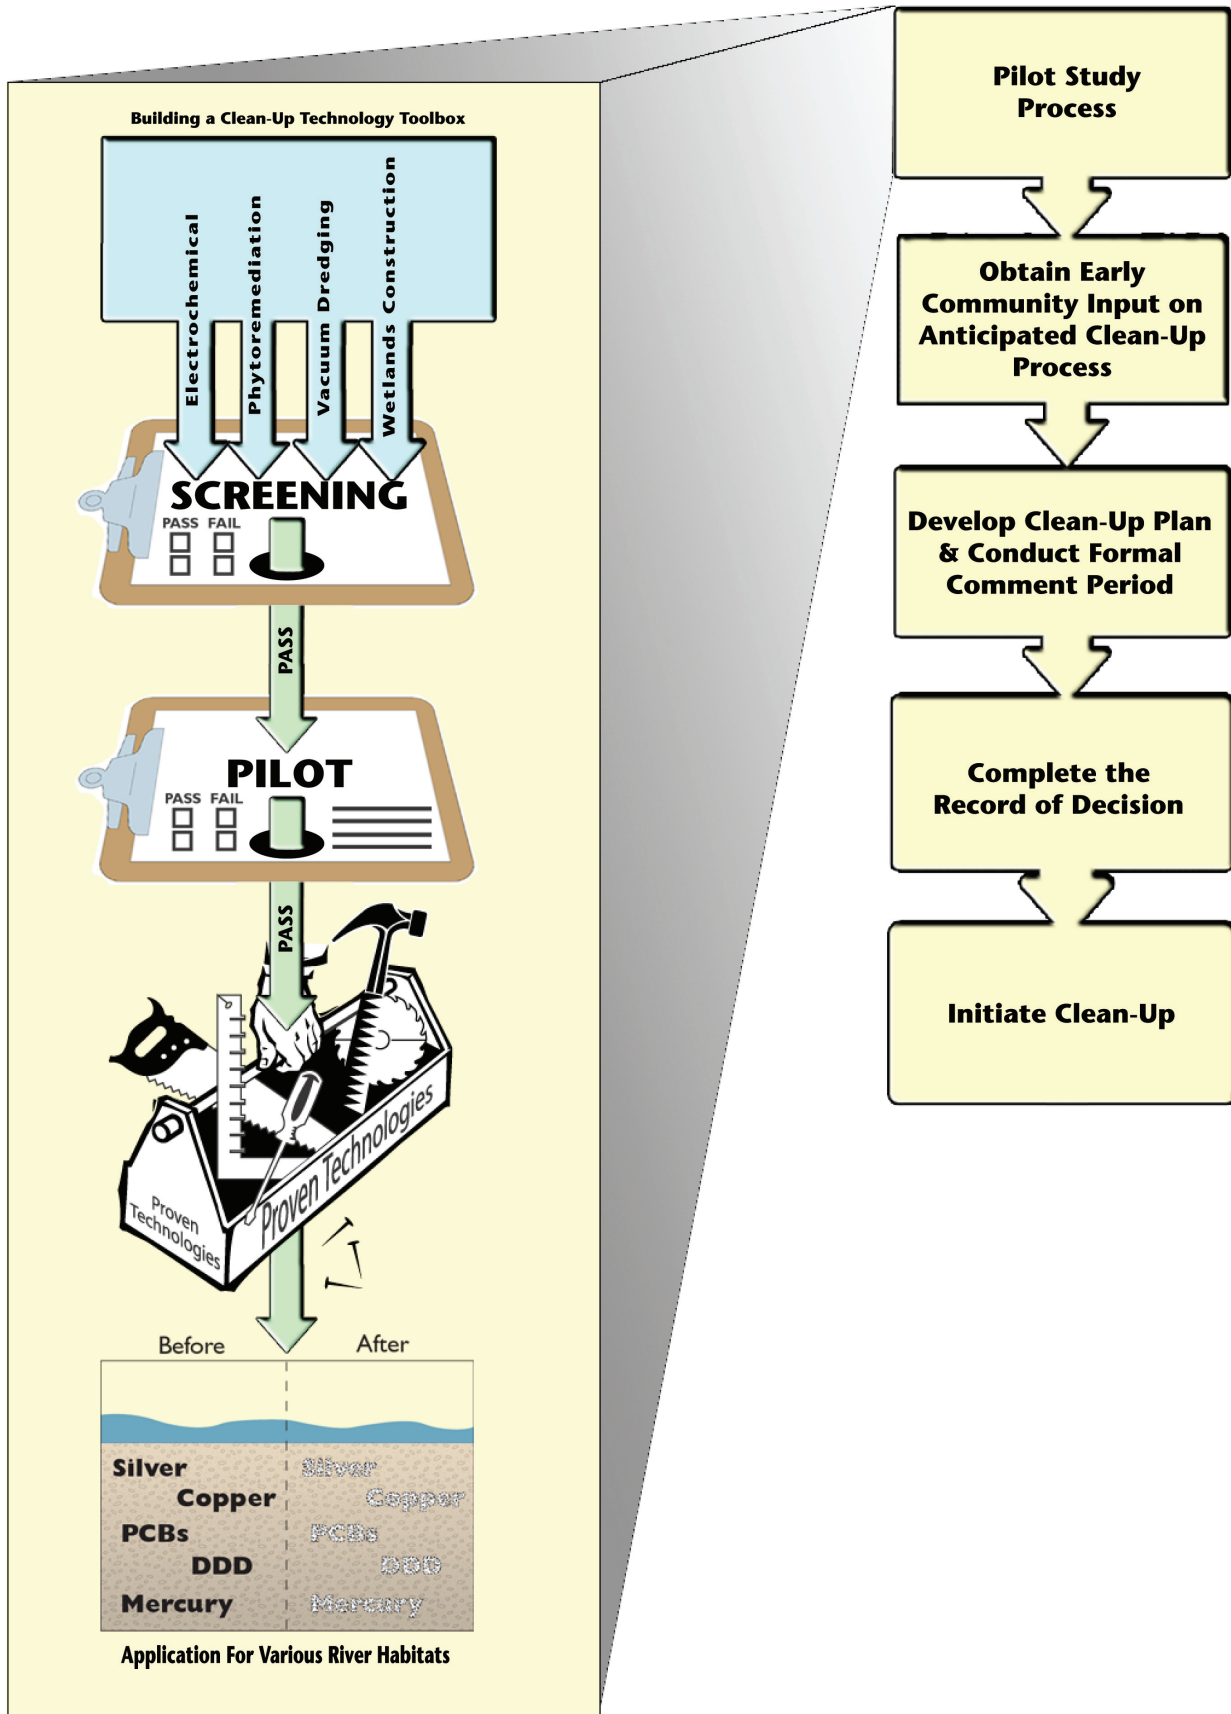 Building a Clean-Up Technology Toolbox
Electrochemical
Phytoremediation
Vacuum Dredging
Wetlands Construction
SCREENING
PASS FAIL
PASS
PILOT
PASS FAIL
PASS
Proven
Technologies
Proven Technologies
Before After
Silver Silver
Copper Copper
PCBs PCBs
DDD DDD
Mercury Mercury
Application For Various River Habitats
Pilot Study
Process
Obtain Early
Community Input on
Anticipated Clean-Up
Process
Develop Clean-Up Plan
& Conduct Formal
Comment Period
Complete the
Record of Decision
Initiate Clean-Up